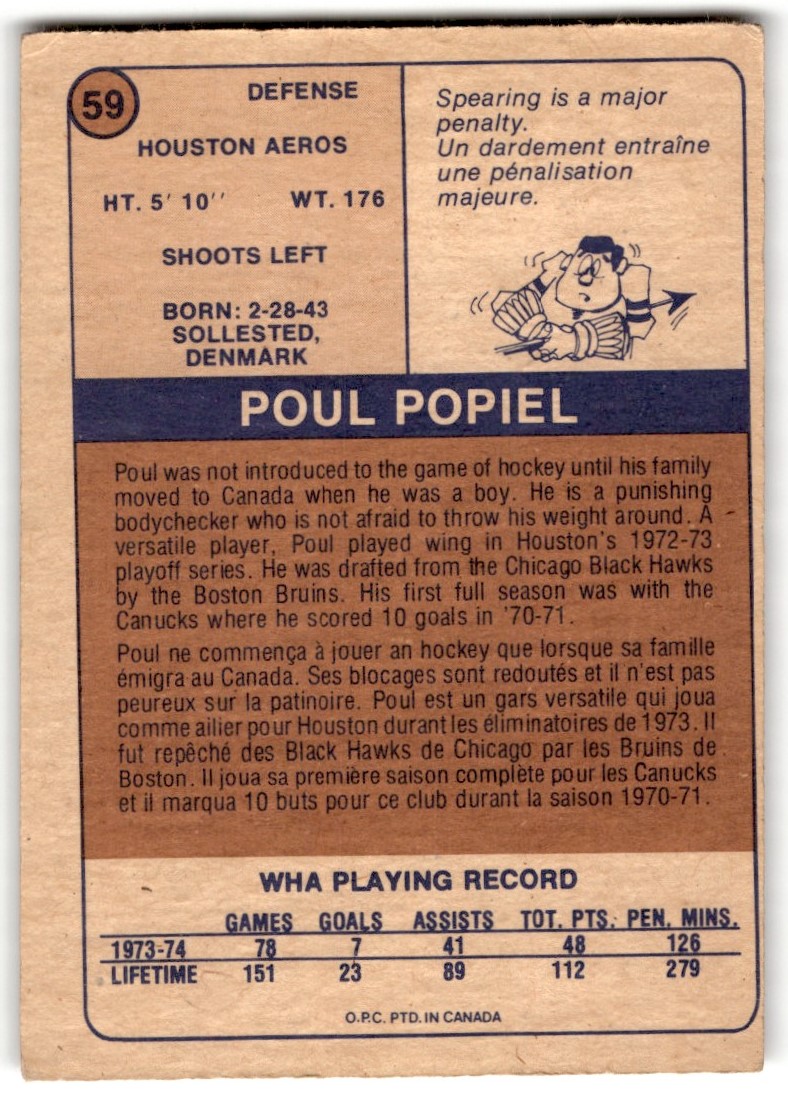 59
DEFENSE
HOUSTON AEROS
HT. 5' 10'' WT. 176
SHOOTS LEFT
BORN: 2-28-43
SOLLESTED,
DENMARK
Spearing is a major
penalty.
Un dardement entraîne
une pénalisation
majeure.
POUL POPIEL
Poul was not introduced to the game of hockey until his family
moved to Canada when he was a boy. He is a punishing
bodychecker who is not afraid to throw his weight around. A
versatile player, Poul played wing in Houston's 1972-73
playoff series. He was drafted from the Chicago Black Hawks
by the Boston Bruins. His first full season was with the
Canucks where he scored 10 goals in '70-71.
Poul ne commença à jouer an hockey que lorsque sa famille
émigra au Canada. Ses blocages sont redoutés et il n'est pas
peureux sur la patinoire. Poul est un gars versatile qui joua
comme ailier pour Houston durant les éliminatoires de 1973. Il
fut repêché des Black Hawks de Chicago par les Bruins de
Boston. Il joua sa première saison complète pour les Canucks
et il marqua 10 buts pour ce club durant la saison 1970-71.
WHA PLAYING RECORD
GAMES GOALS ASSISTS TOT. PTS. PEN. MINS.
1973-74 78 7 41 48 126
LIFETIME 151 23 89 112 279
O.P.C. PTD. IN CANADA